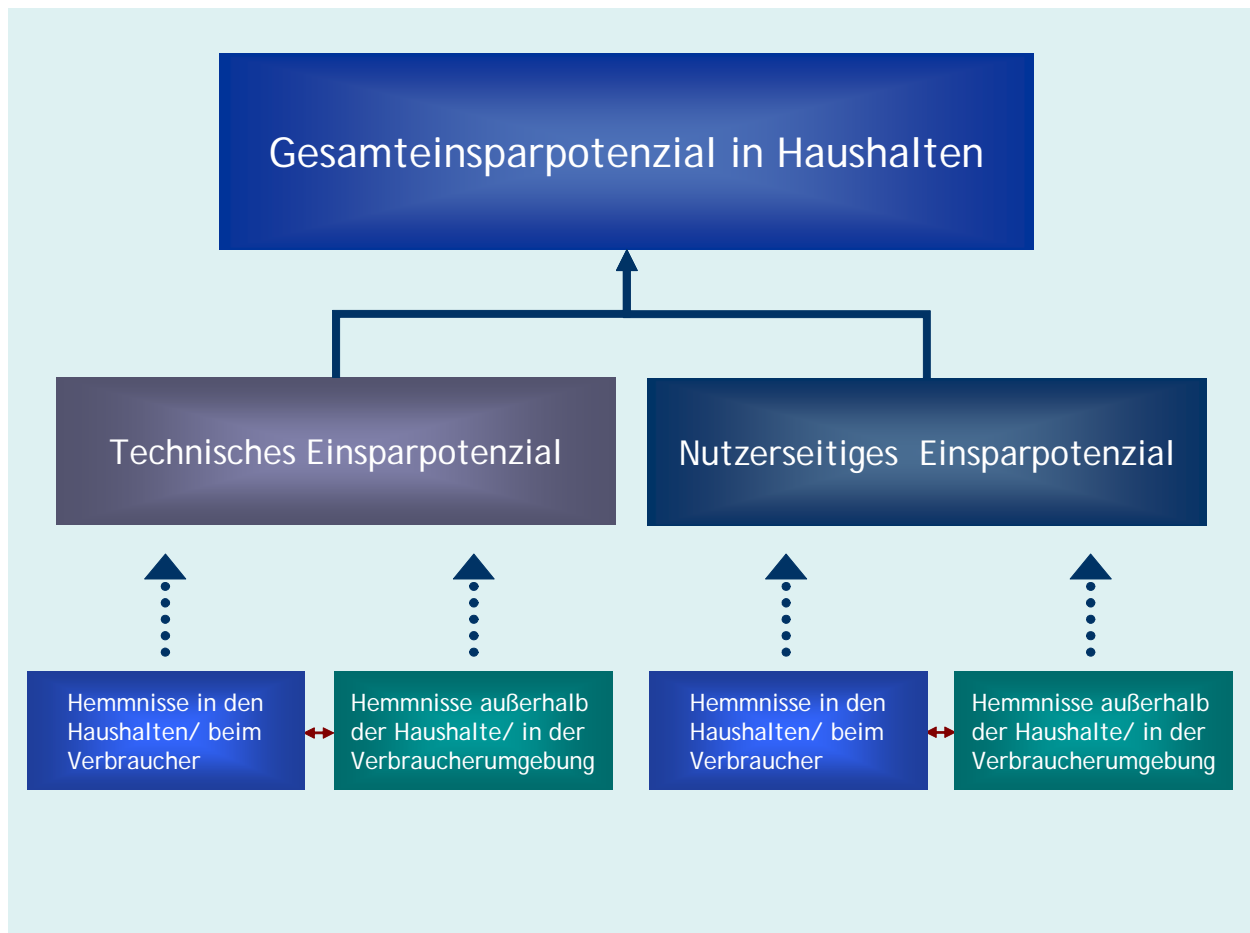 Gesamteinsparpotenzial in Haushalten
Technisches Einsparpotenzial
Nutzerseitiges Einsparpotenzial
Hemmnisse in den
Haushalten/ beim
Verbraucher
Hemmnisse außerhalb
der Haushalte/ in der
Verbraucherumgebung
Hemmnisse in den
Haushalten/ beim
Verbraucher
Hemmnisse außerhalb
der Haushalte/ in der
Verbraucherumgebung